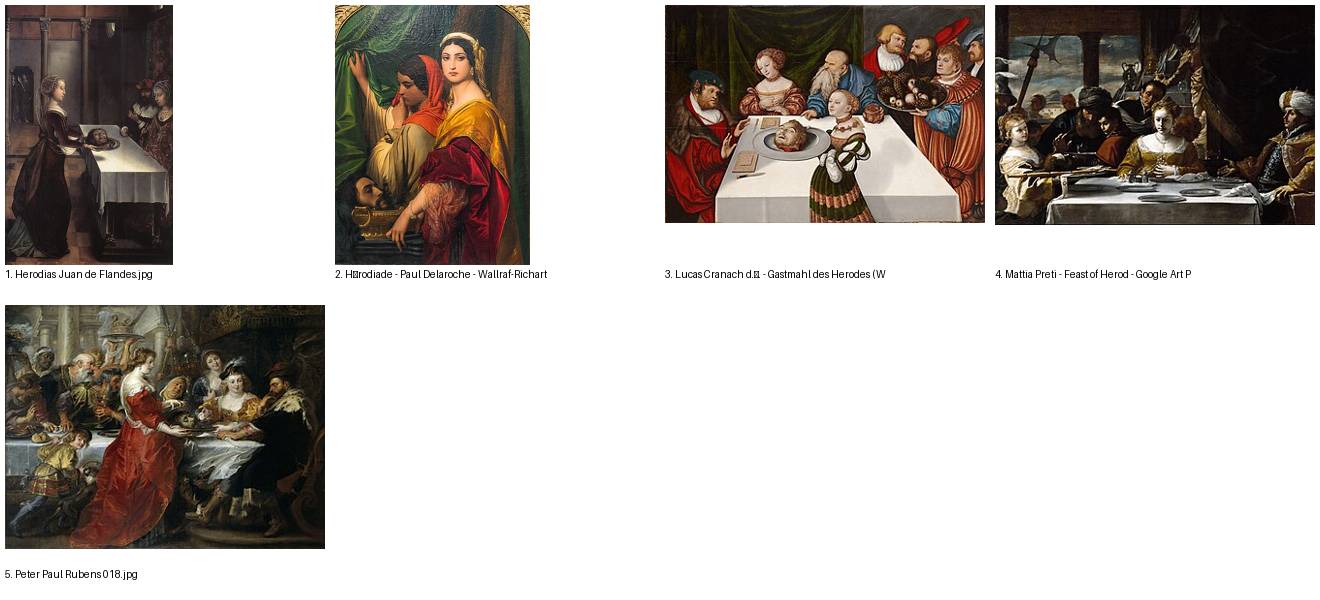 1. Herodias Juan de Flandes.jpg
2. H□rodiade - Paul Delaroche - Wallraf-Richart
3. Lucas Cranach d.□. - Gastmahl des Herodes (W
4. Mattia Preti - Feast of Herod - Google Art P
5. Peter Paul Rubens 018.jpg